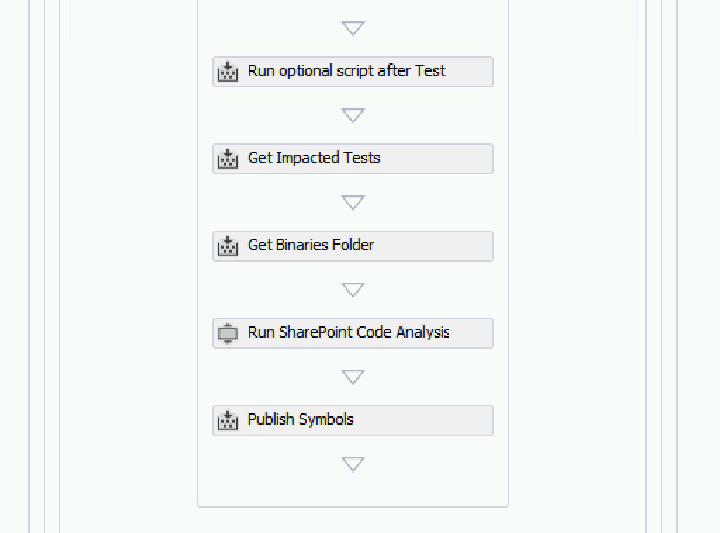 Run optional script after Test
Get Impacted Tests
Get Binaries Folder
Run SharePoint Code Analysis
Publish Symbols